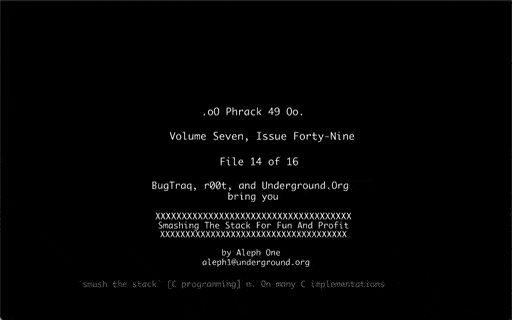 .oO Phrack 49 Oo.
Volume Seven, Issue Forty-Nine
File 14 of 16
BugTraq, r00t, and Underground.Org
bring you
XXXXXXXXXXXXXXXXXXXXXXXXXXXXXXXXXXXXX
Smashing The Stack For Fun And Profit
XXXXXXXXXXXXXXXXXXXXXXXXXXXXXXXXXXX
by Aleph One
aleph1@underground.org
`smash the stack` [C programming] n. On many C implementations